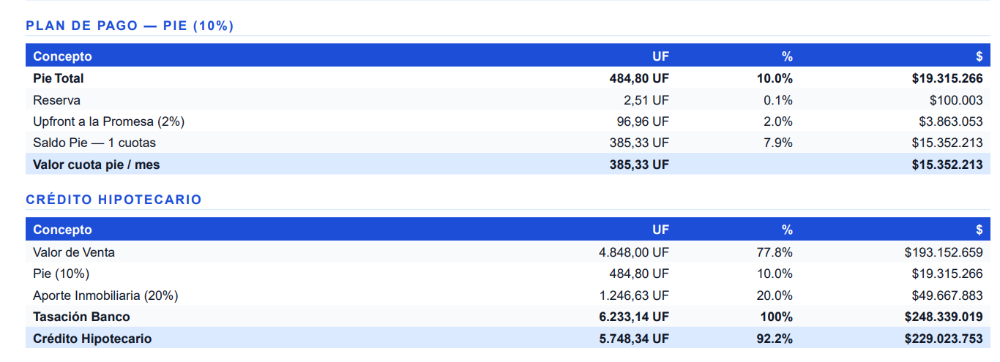 PLAN DE PAGO — PIE (10%)
Concepto UF % $
Pie Total 484,80 UF 10.0% $19.315.266
Reserva 2,51 UF 0.1% $100.003
Upfront a la Promesa (2%) 96,96 UF 2.0% $3.863.053
Saldo Pie — 1 cuotas 385,33 UF 7.9% $15.352.213
Valor cuota pie / mes 385,33 UF $15.352.213
CRÉDITO HIPOTECARIO
Concepto UF % $
Valor de Venta 4.848,00 UF 77.8% $193.152.659
Pie (10%) 484,80 UF 10.0% $19.315.266
Aporte Inmobiliaria (20%) 1.246,63 UF 20.0% $49.667.883
Tasación Banco 6.233,14 UF 100% $248.339.019
Crédito Hipotecario 5.748,34 UF 92.2% $229.023.753